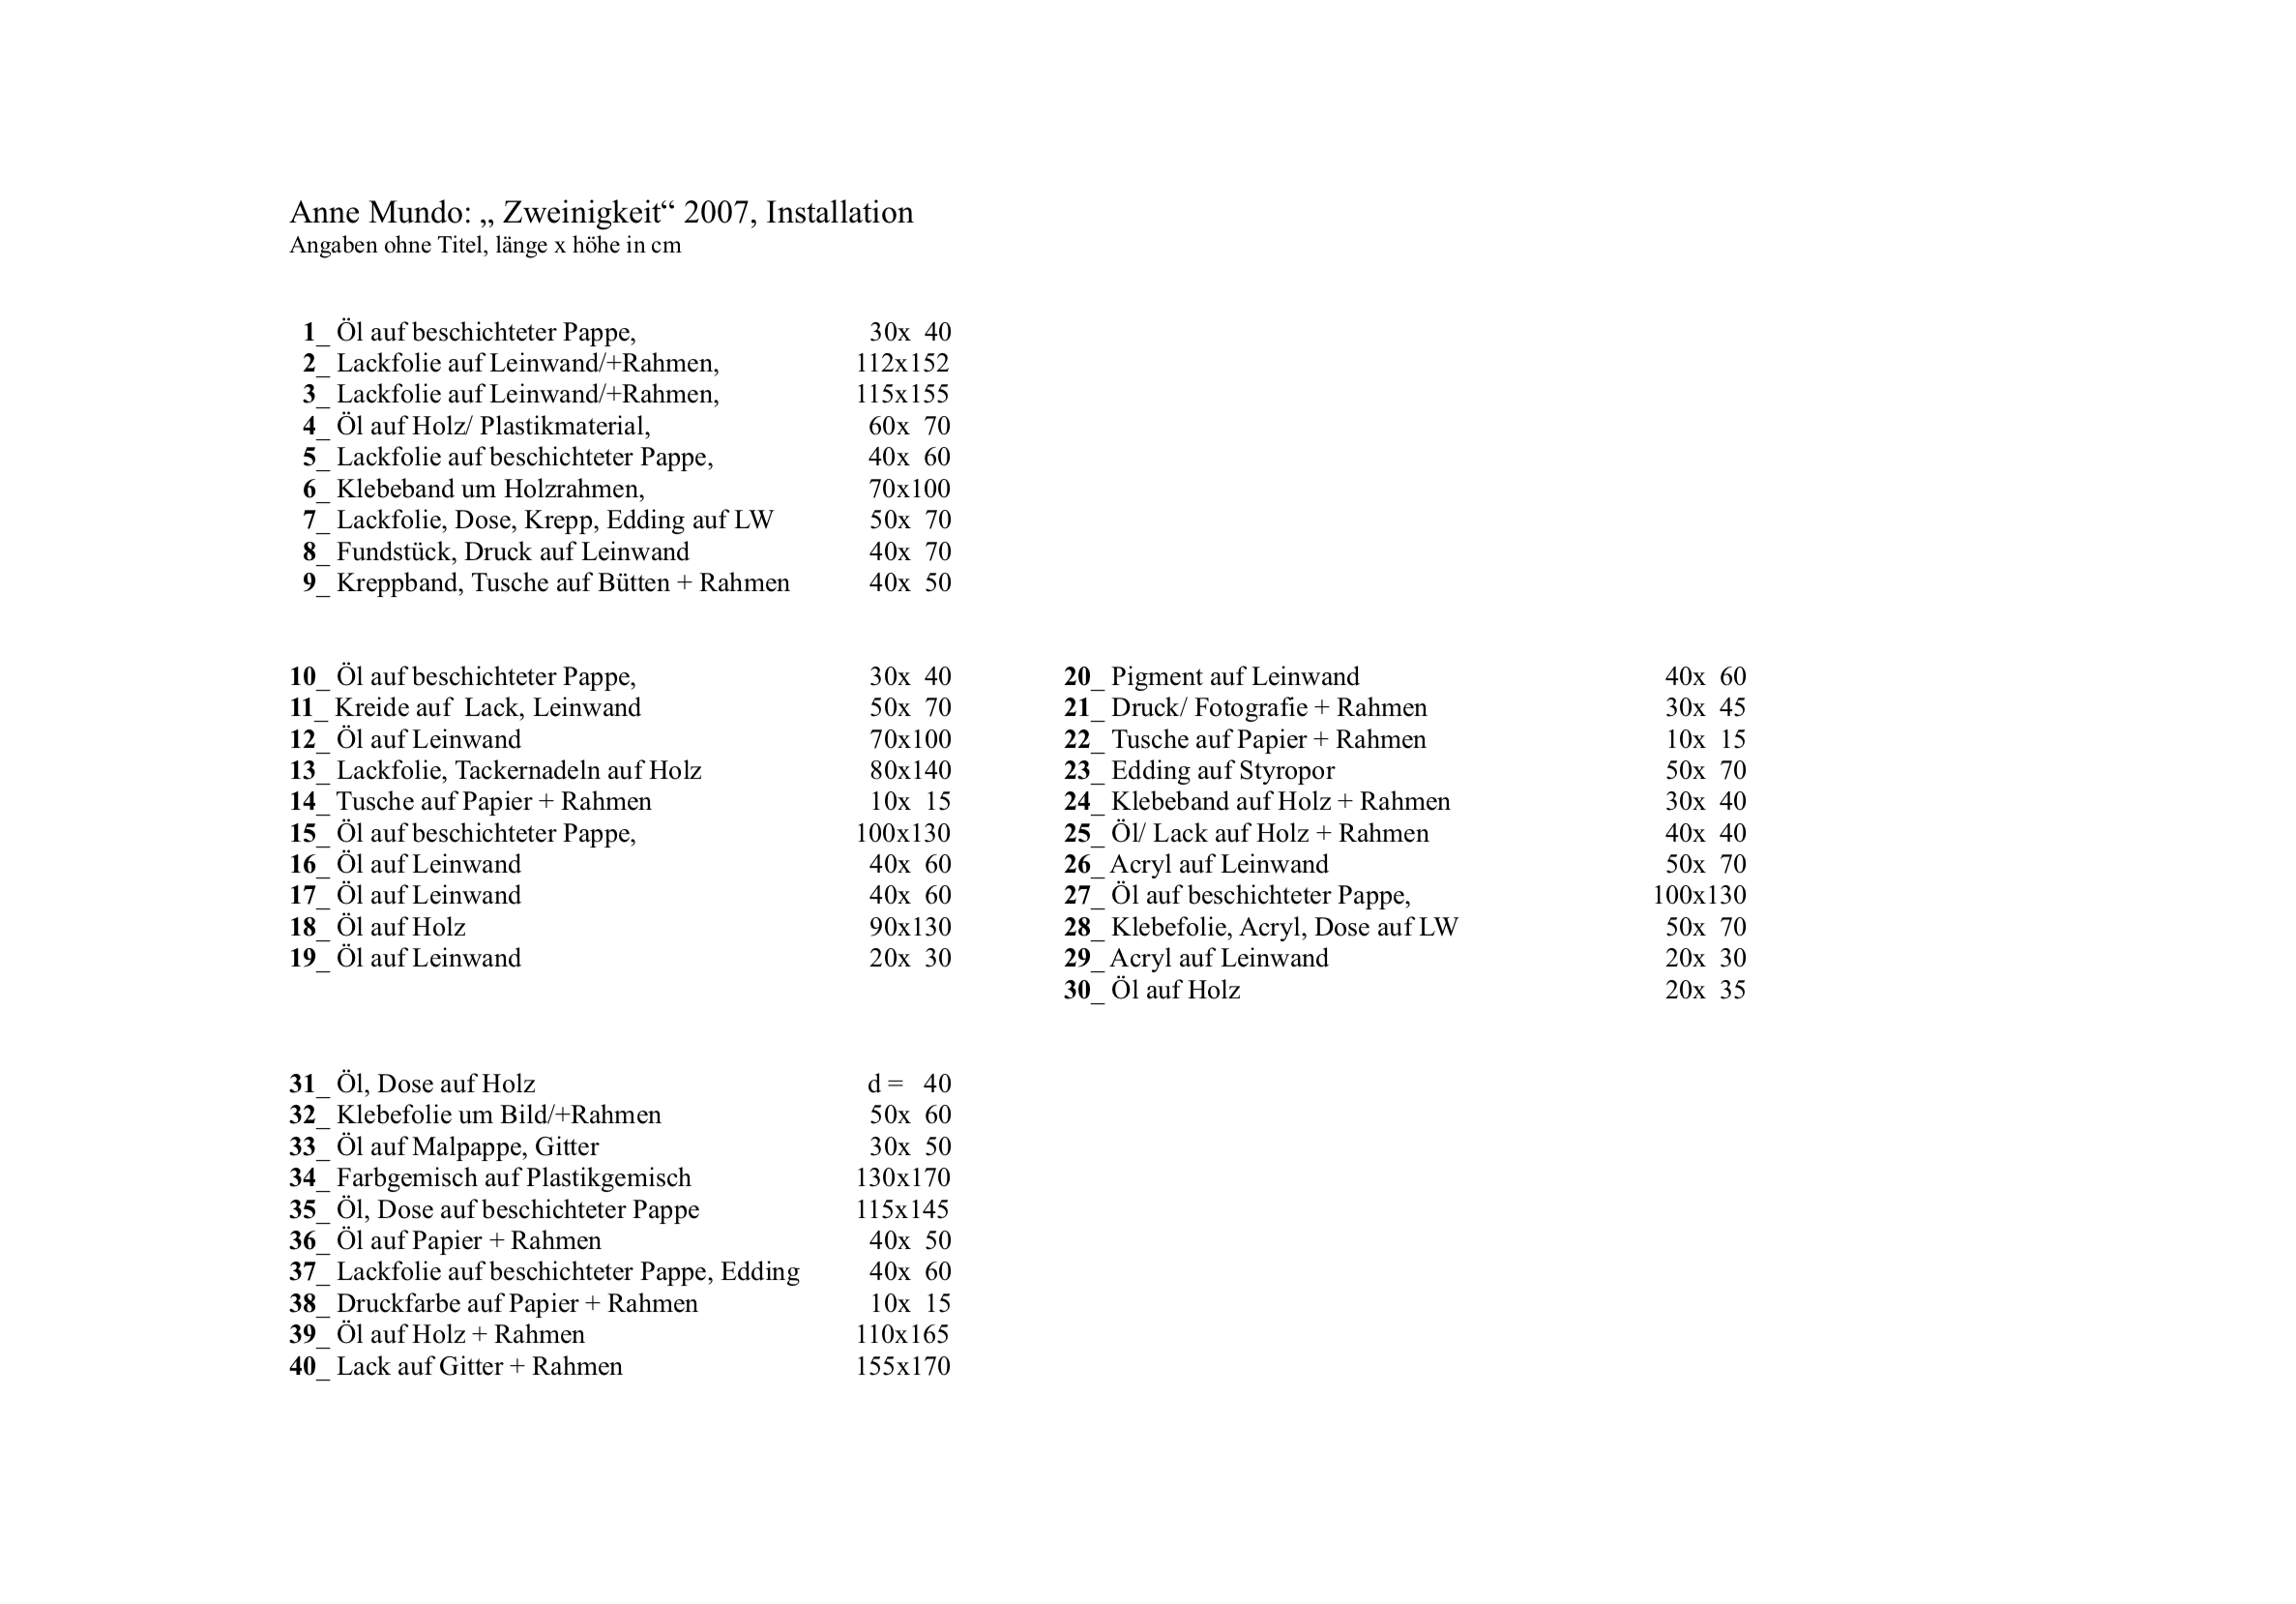 Anne Mundo: „ Zweinigkeit“ 2007, Installation
Angaben ohne Titel, länge x höhe in cm
1_ Öl auf beschichteter Pappe, 30x 40
2_ Lackfolie auf Leinwand/+Rahmen, 112x152
3_ Lackfolie auf Leinwand/+Rahmen, 115x155
4_ Öl auf Holz/ Plastikmaterial, 60x 70
5_ Lackfolie auf beschichteter Pappe, 40x 60
6_ Klebeband um Holzrahmen, 70x100
7_ Lackfolie, Dose, Krepp, Edding auf LW 50x 70
8_ Fundstück, Druck auf Leinwand 40x 70
9_ Kreppband, Tusche auf Bütten + Rahmen 40x 50
10_ Öl auf beschichteter Pappe, 30x 40
11_ Kreide auf Lack, Leinwand 50x 70
12_ Öl auf Leinwand 70x100
13_ Lackfolie, Tackernadeln auf Holz 80x140
14_ Tusche auf Papier + Rahmen 10x 15
15_ Öl auf beschichteter Pappe, 100x130
16_ Öl auf Leinwand 40x 60
17_ Öl auf Leinwand 40x 60
18_ Öl auf Holz 90x130
19_ Öl auf Leinwand 20x 30
20_ Pigment auf Leinwand 40x 60
21_ Druck/ Fotografie + Rahmen 30x 45
22_ Tusche auf Papier + Rahmen 10x 15
23_ Edding auf Styropor 50x 70
24_ Klebeband auf Holz + Rahmen 30x 40
25_ Öl/ Lack auf Holz + Rahmen 40x 40
26_ Acryl auf Leinwand 50x 70
27_ Öl auf beschichteter Pappe, 100x130
28_ Klebefolie, Acryl, Dose auf LW 50x 70
29_ Acryl auf Leinwand 20x 30
30_ Öl auf Holz 20x 35
31_ Öl, Dose auf Holz d = 40
32_ Klebefolie um Bild/+Rahmen 50x 60
33_ Öl auf Malpappe, Gitter 30x 50
34_ Farbgemisch auf Plastikgemisch 130x170
35_ Öl, Dose auf beschichteter Pappe 115x145
36_ Öl auf Papier + Rahmen 40x 50
37_ Lackfolie auf beschichteter Pappe, Edding 40x 60
38_ Druckfarbe auf Papier + Rahmen 10x 15
39_ Öl auf Holz + Rahmen 110x165
40_ Lack auf Gitter + Rahmen 155x170